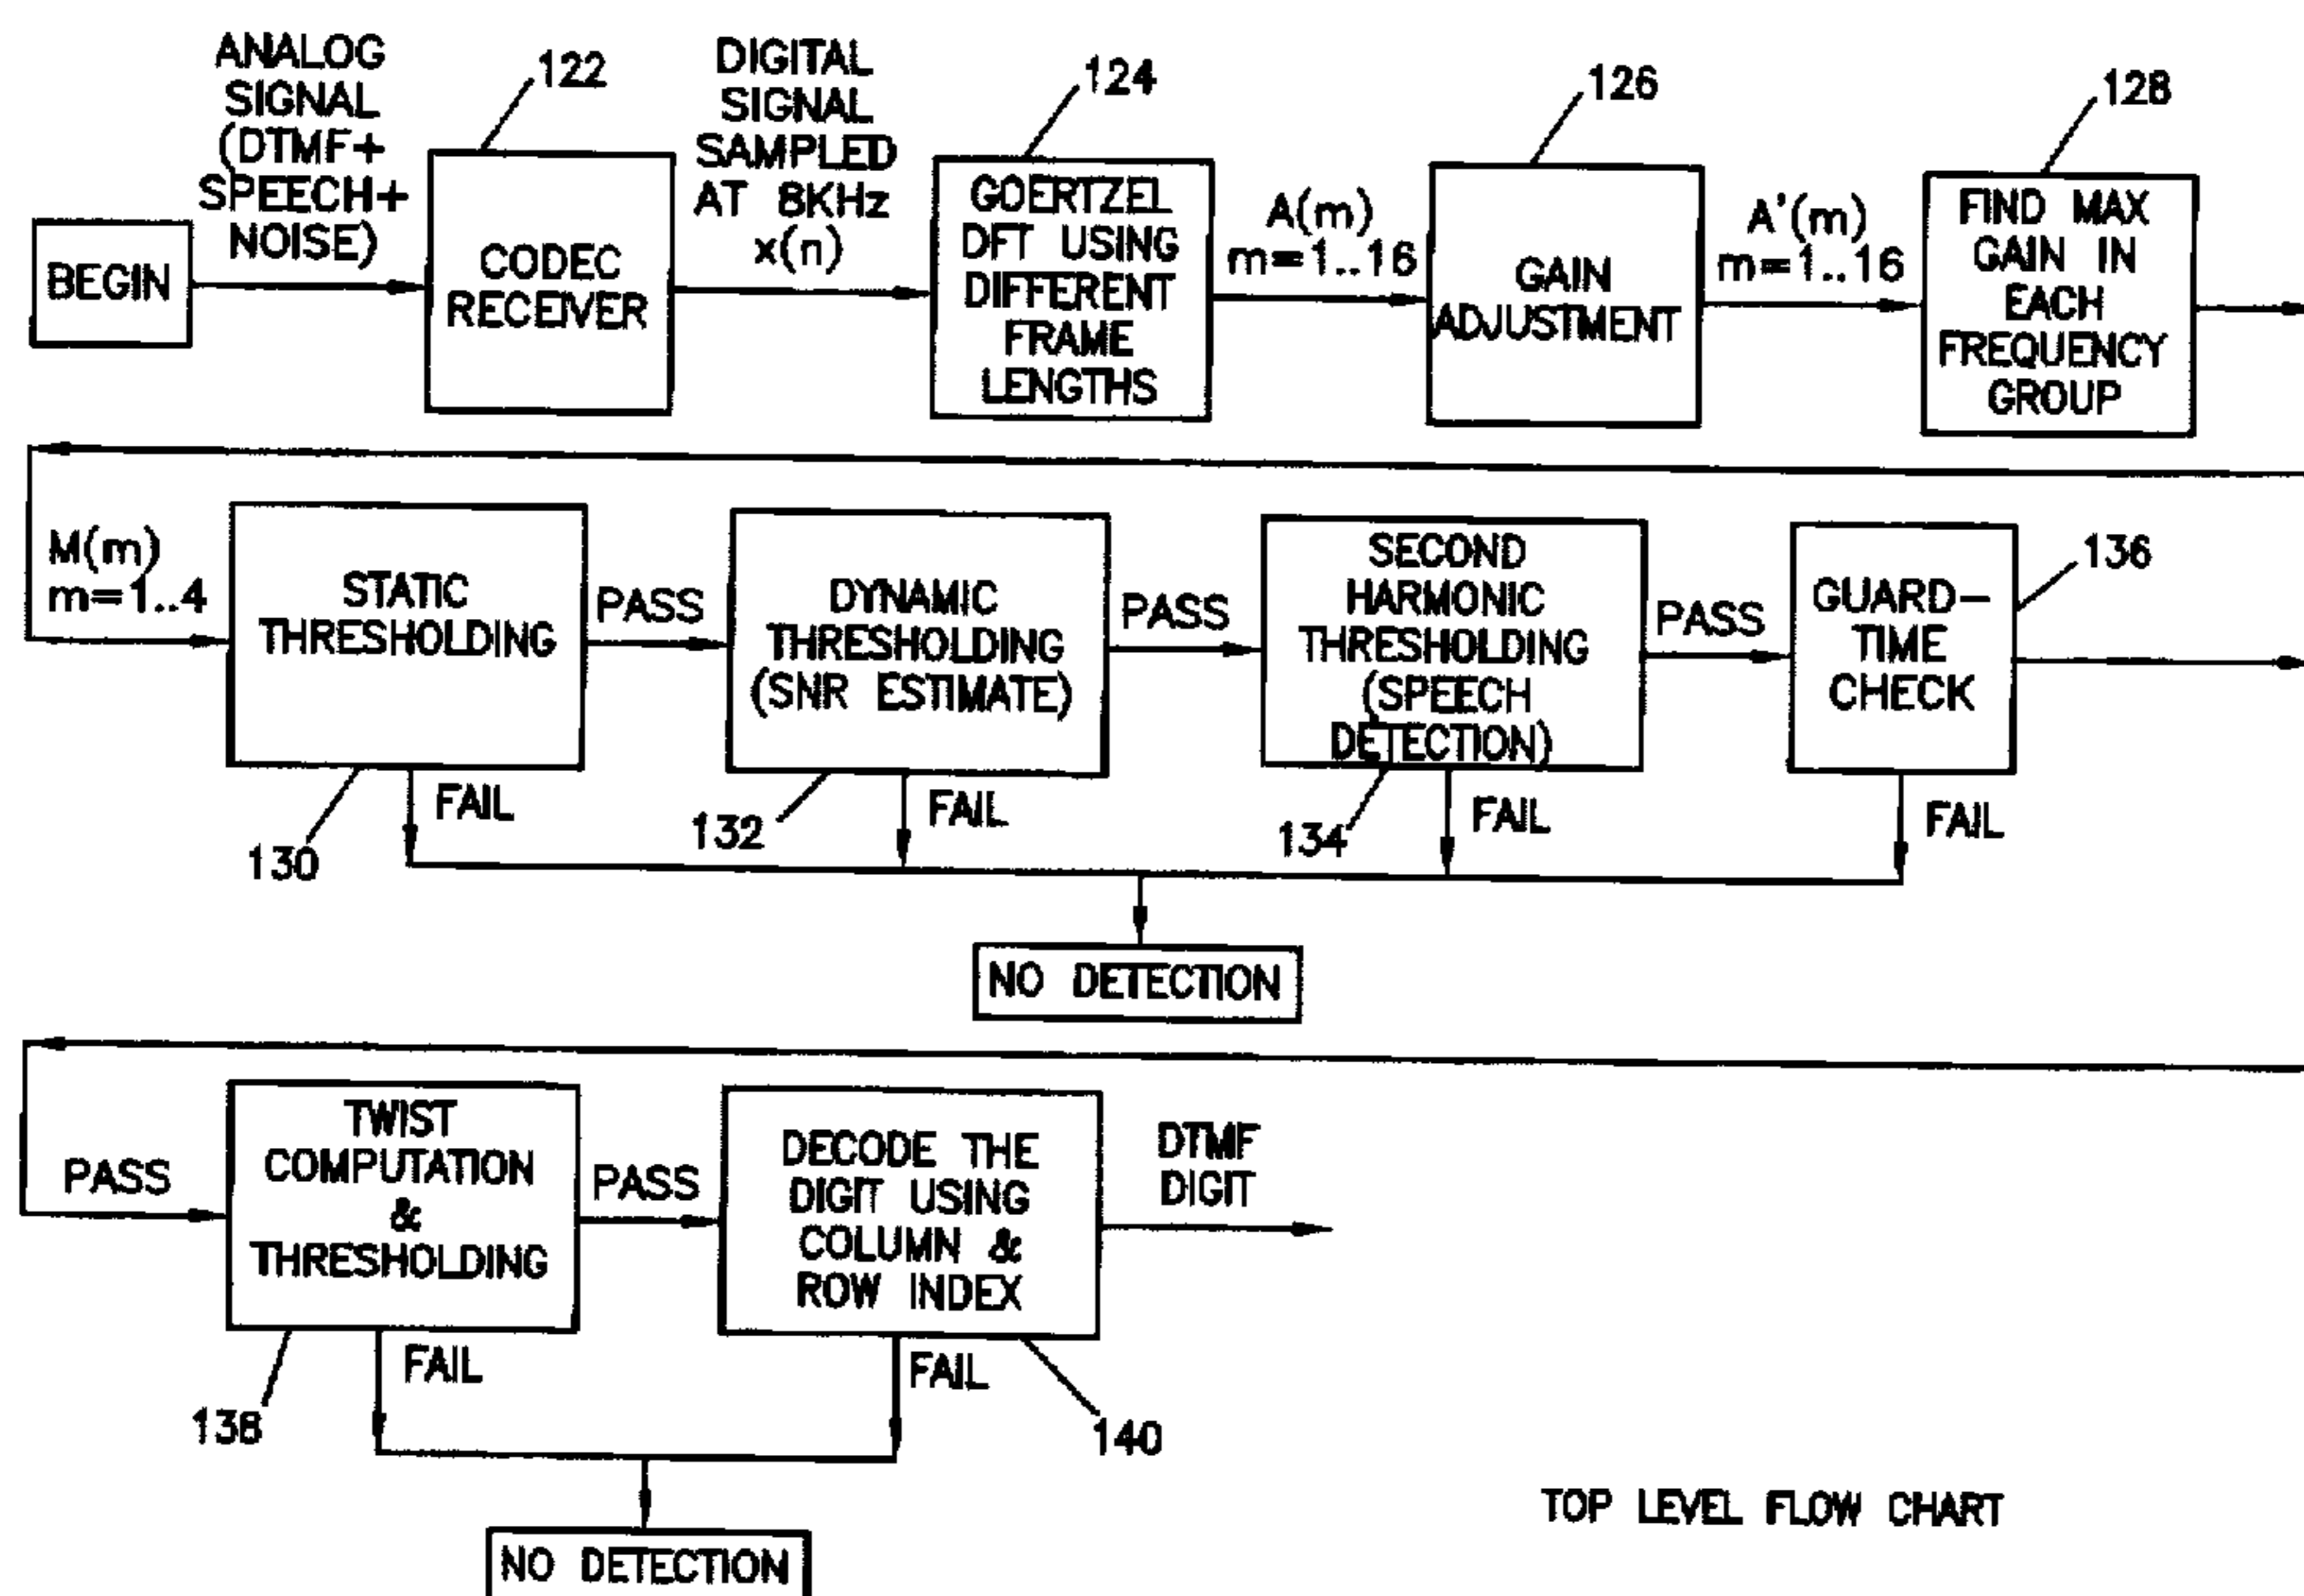 ANALOG
SIGNAL
(DTMF+
SPEECH+
NOISE)
122
DIGITAL
SIGNAL
SAMPLED
AT 8KHz
x(n)
124
126
128
BEGIN
CODEC
RECEIVER
GOERTZEL
DFT USING
DIFFERENT
FRAME
LENGTHS
A(m)
m=1..16
GAIN
ADJUSTMENT
A'(m)
m=1..16
FIND MAX
GAIN IN
EACH
FREQUENCY
GROUP
M(m)
m=1..4
STATIC
THRESHOLDING
PASS
DYNAMIC
THRESHOLDING
(SNR ESTIMATE)
PASS
SECOND
HARMONIC
THRESHOLDING
(SPEECH
DETECTION)
PASS
GUARD-
TIME
CHECK
136
130
FAIL
132
FAIL
134
FAIL
FAIL
NO DETECTION
PASS
TWIST
COMPUTATION
&
THRESHOLDING
PASS
DECODE THE
DIGIT USING
COLUMN &
ROW INDEX
DTMF
DIGIT
138
FAIL
FAIL
140
NO DETECTION
TOP LEVEL FLOW CHART